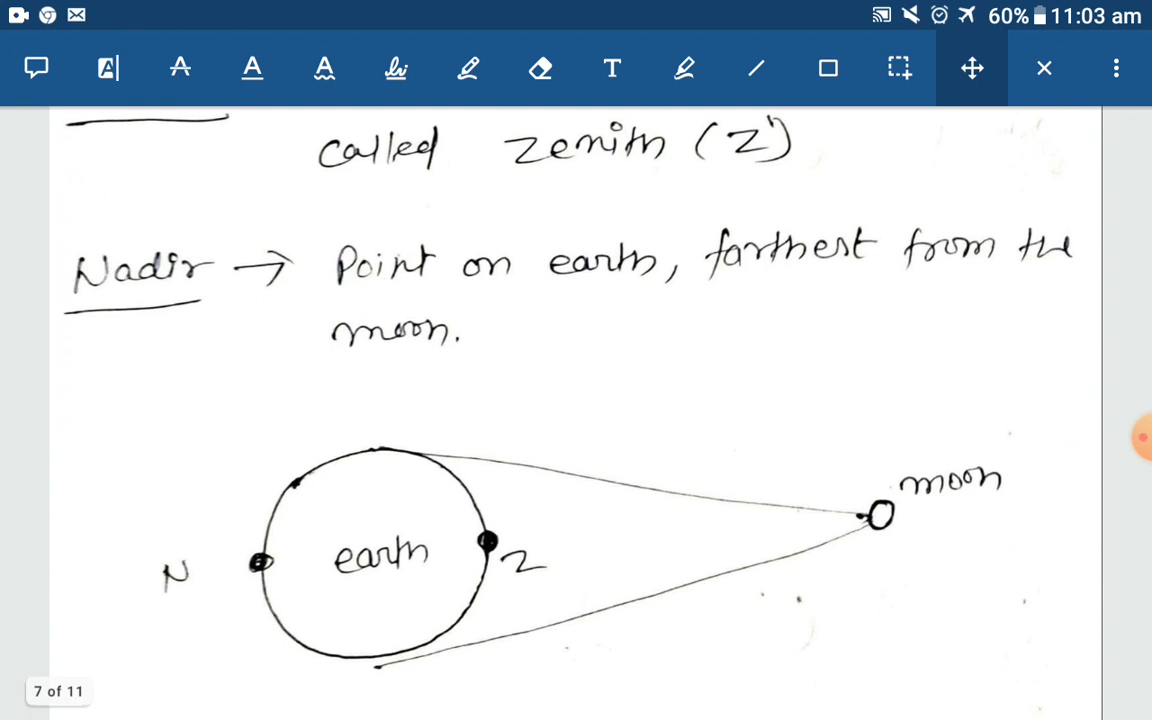 60% 11:03 am
called zenith (Z)
Nadir → Point on earth, farthest from the
moon.
moon
earth
N
Z
7 of 11